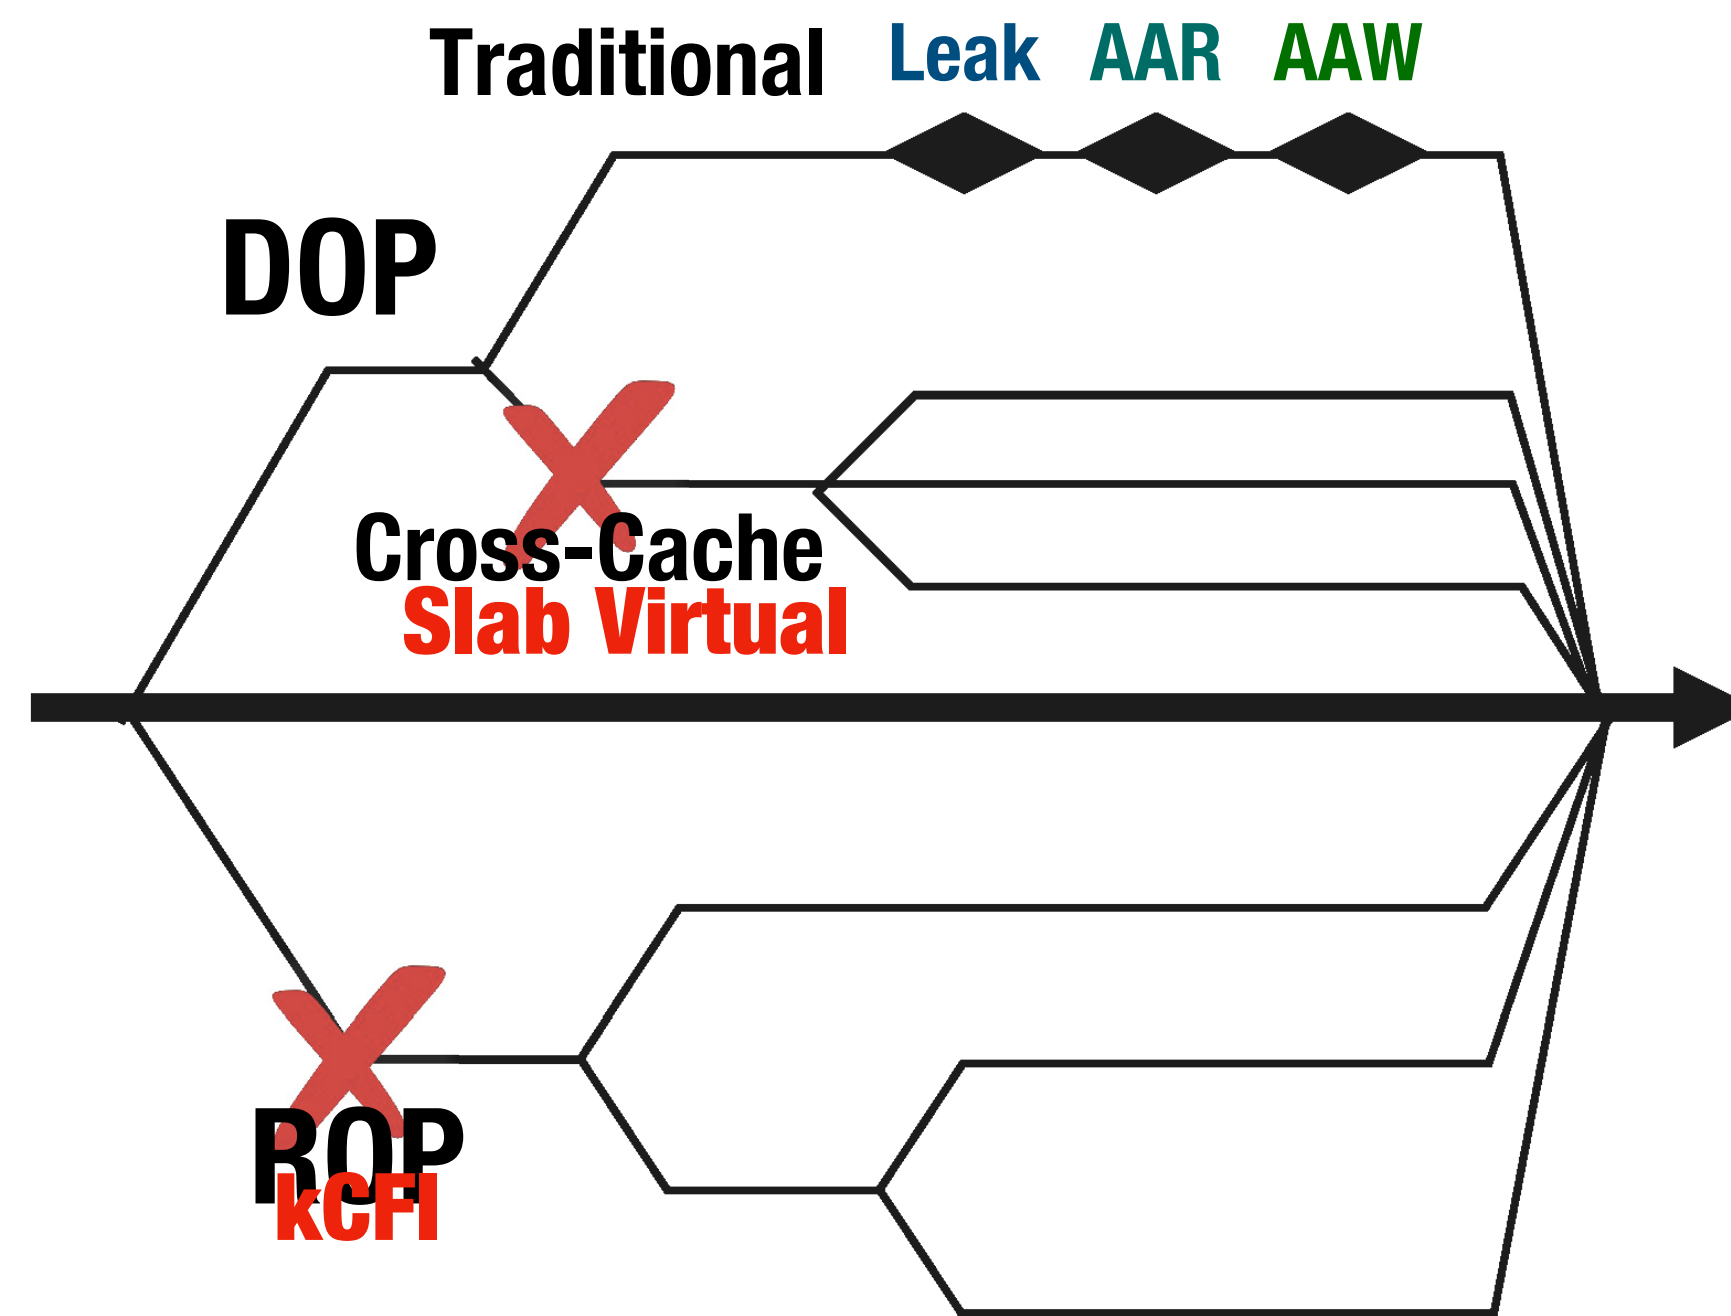 Traditional
Leak
AAR
AAW
DOP
Cross-Cache
Slab Virtual
ROP
kCFI